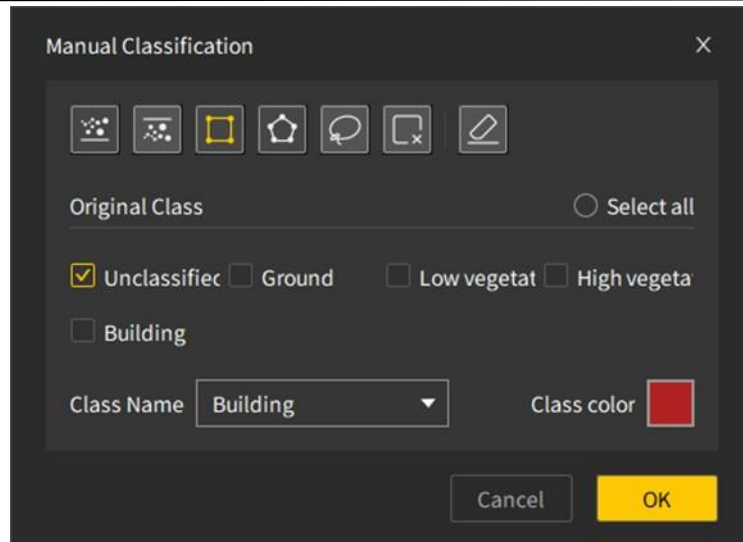 Manual Classification
Original Class Select all
Unclassified Ground Low vegetat High vegeta
Building
Class Name Building Class color
Cancel OK